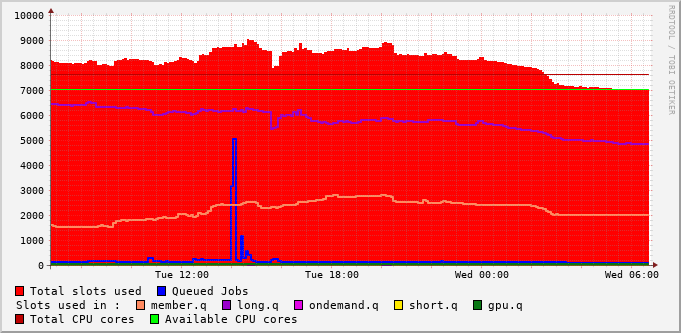 10000
9000
8000
7000
6000
5000
4000
3000
2000
1000
0
Tue 12:00 Tue 18:00 Wed 00:00 Wed 06:00
RRDTOOL / TOBI OETIKER
Total slots used Queued Jobs
Slots used in : member.q long.q ondemand.q short.q gpu.q
Total CPU cores Available CPU cores